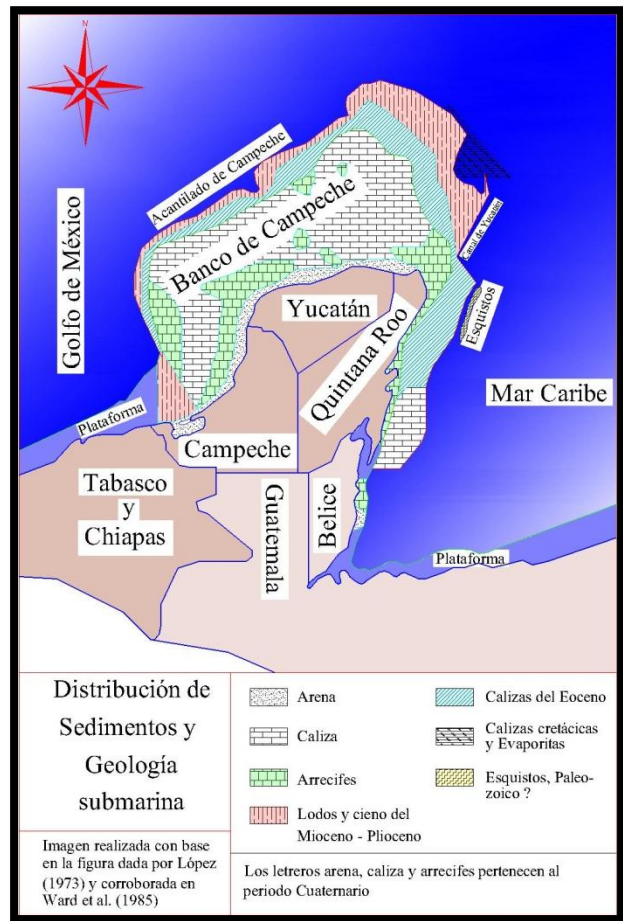 N
Acantilado de Campeche
Golfo de México
Banco de Campeche
Canal de Yucatán
Yucatán
Esquistos
Quintana Roo
Mar Caribe
Plataforma
Campeche
Tabasco
y
Chiapas
Guatemala
Belice
Plataforma
Distribución de
Sedimentos y
Geología
submarina
Imagen realizada con base
en la figura dada por López
(1973) y corroborada en
Ward et al. (1985)
Arena
Caliza
Arrecifes
Lodos y cieno del
Mioceno - Plioceno
Calizas del Eoceno
Calizas cretácicas
y Evaporitas
Esquistos, Paleo-
zoico ?
Los letreros arena, caliza y arrecifes pertenecen al
periodo Cuaternario